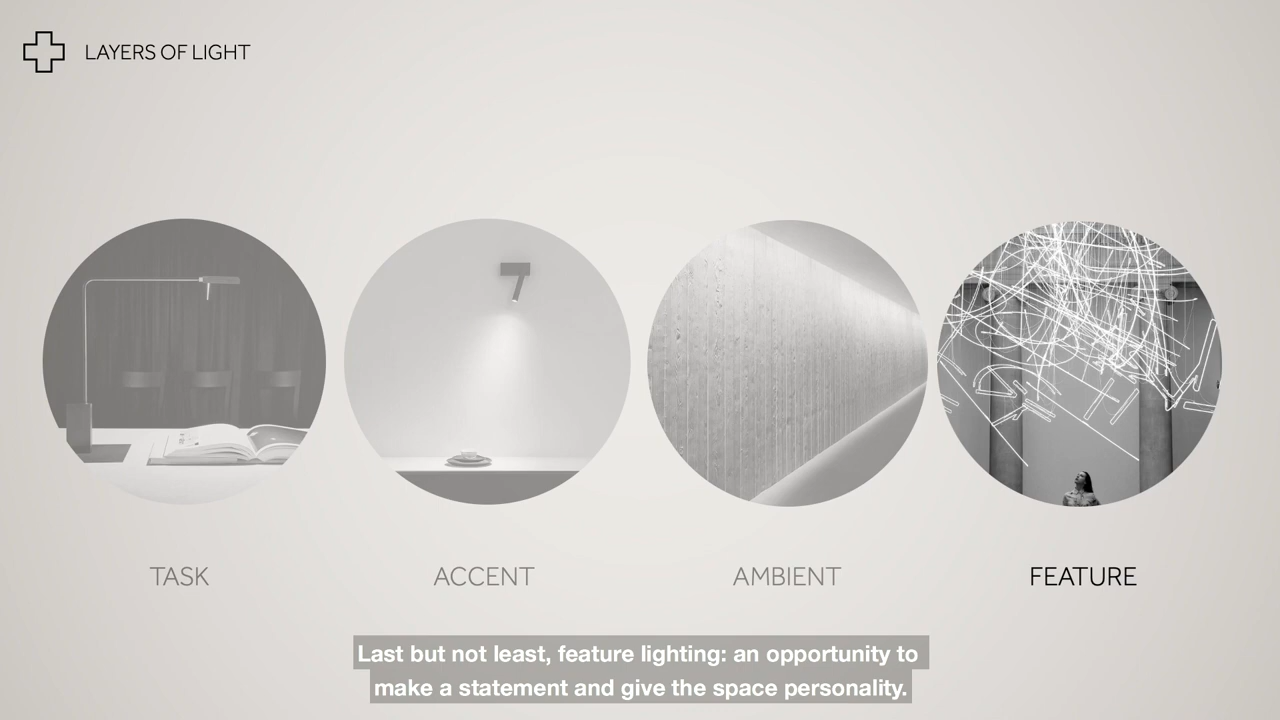 LAYERS OF LIGHT
TASK
ACCENT
AMBIENT
FEATURE
Last but not least, feature lighting: an opportunity to
make a statement and give the space personality.